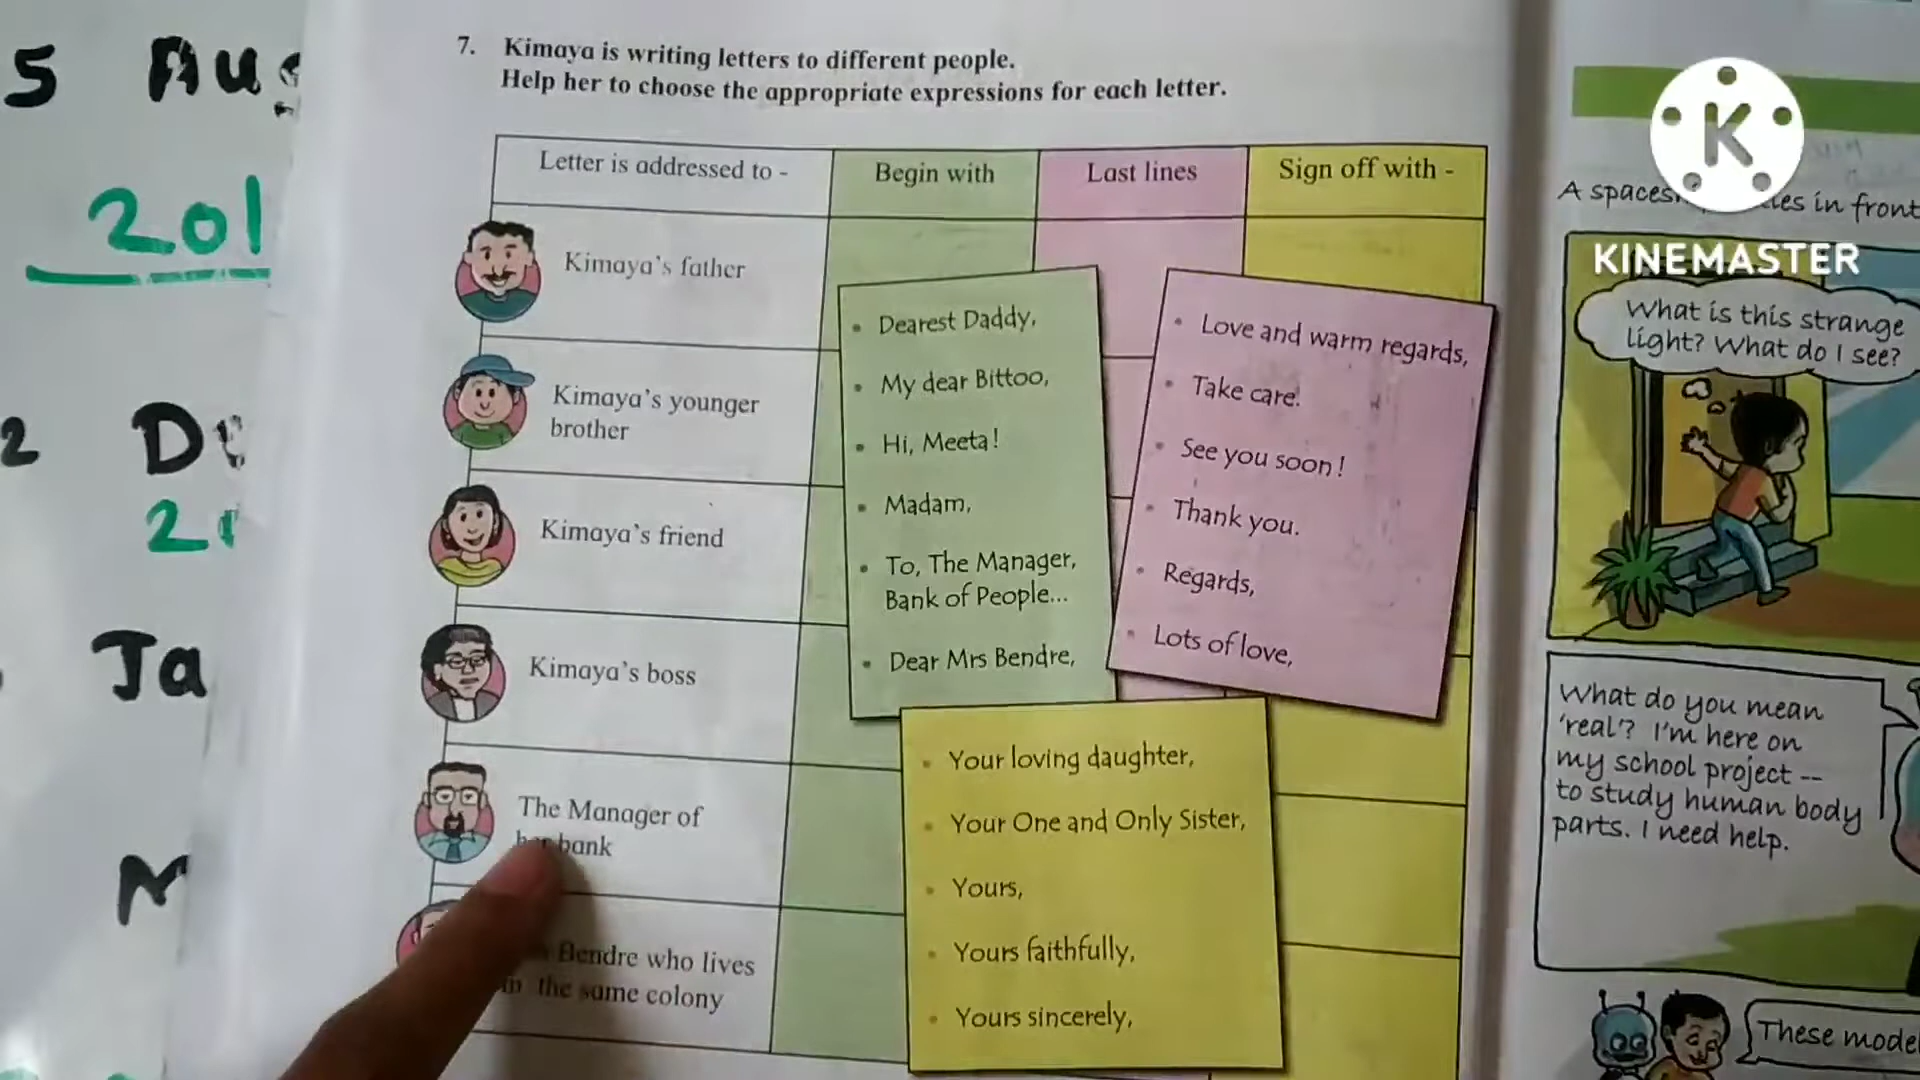 5 Aug
201
2
Ja
7. Kimaya is writing letters to different people.
Help her to choose the appropriate expressions for each letter.
Letter is addressed to -
Begin with
Last lines
Sign off with -
Kimaya's father
Kimaya's younger
brother
Kimaya's friend
Kimaya's boss
The Manager of
bank
Bendre who lives
in the same colony
• Dearest Daddy,
• My dear Bittoo,
• Hi, Meeta!
• Madam,
• To, The Manager,
Bank of People...
• Dear Mrs Bendre,
• Love and warm regards,
• Take care!
• See you soon!
• Thank you.
• Regards,
• Lots of love,
• Your loving daughter,
• Your One and Only Sister,
• Yours,
• Yours faithfully,
• Yours sincerely,
K
KINEMASTER
A in front
What is this strange
light? What do I see?
What do you mean
'real'? I'm here on
my school project --
to study human body
parts. I need help.
These